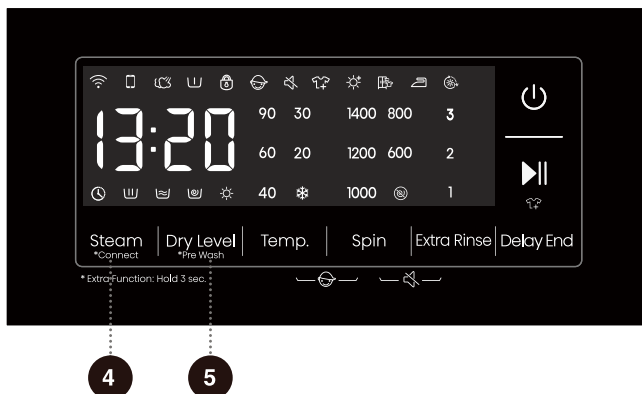 13:20
90 30 1400 800 3
60 20 1200 600 2
40 1000 1
Steam Dry Level Temp. Spin Extra Rinse Delay End
*Connect *Pre Wash
* Extra Function: Hold 3 sec.
4 5